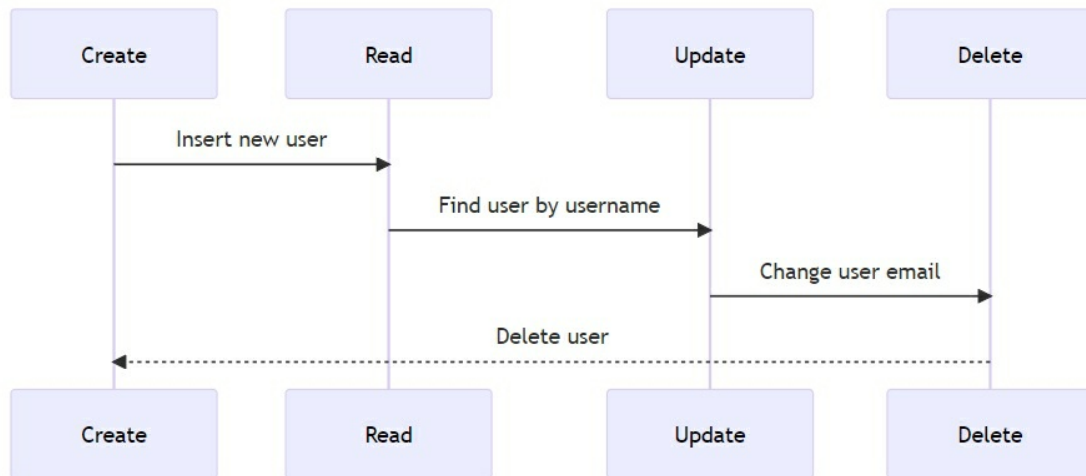 Create
Read
Update
Delete
Insert new user
Find user by username
Change user email
Delete user
Create
Read
Update
Delete